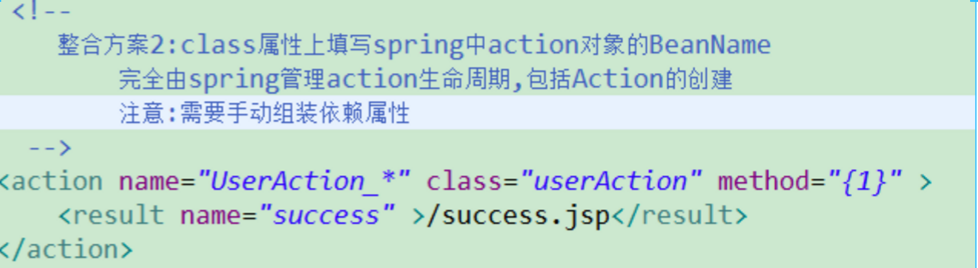 <!--
整合方案2:class属性上填写spring中action对象的BeanName
完全由spring管理action生命周期,包括Action的创建
注意:需要手动组装依赖属性
-->
<action name="UserAction_*" class="userAction" method="{1}" >
<result name="success" >/success.jsp</result>
</action>